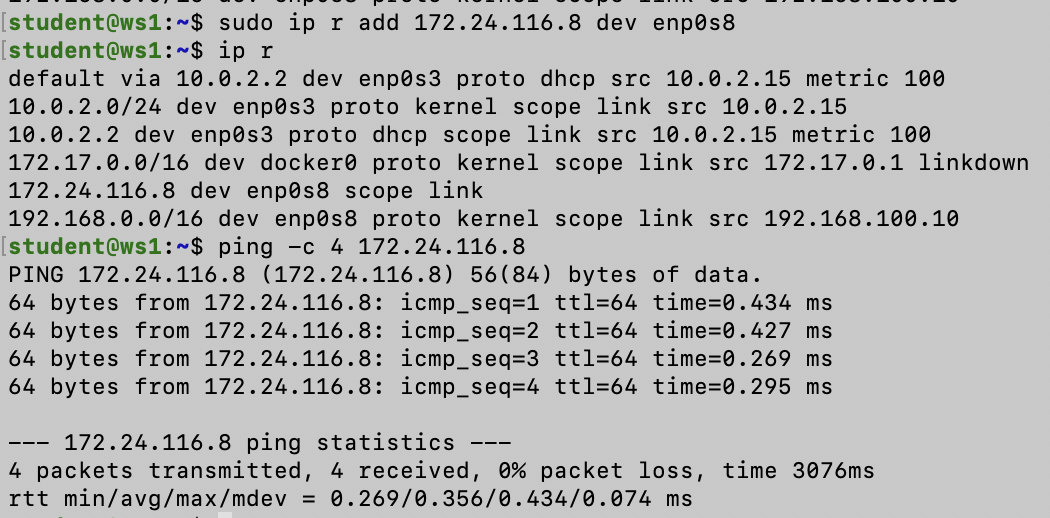 [student@ws1:~$ sudo ip r add 172.24.116.8 dev enp0s8
[student@ws1:~$ ip r
default via 10.0.2.2 dev enp0s3 proto dhcp src 10.0.2.15 metric 100
10.0.2.0/24 dev enp0s3 proto kernel scope link src 10.0.2.15
10.0.2.2 dev enp0s3 proto dhcp scope link src 10.0.2.15 metric 100
172.17.0.0/16 dev docker0 proto kernel scope link src 172.17.0.1 linkdown
172.24.116.8 dev enp0s8 scope link
192.168.0.0/16 dev enp0s8 proto kernel scope link src 192.168.100.10
[student@ws1:~$ ping -c 4 172.24.116.8
PING 172.24.116.8 (172.24.116.8) 56(84) bytes of data.
64 bytes from 172.24.116.8: icmp_seq=1 ttl=64 time=0.434 ms
64 bytes from 172.24.116.8: icmp_seq=2 ttl=64 time=0.427 ms
64 bytes from 172.24.116.8: icmp_seq=3 ttl=64 time=0.269 ms
64 bytes from 172.24.116.8: icmp_seq=4 ttl=64 time=0.295 ms
--- 172.24.116.8 ping statistics ---
4 packets transmitted, 4 received, 0% packet loss, time 3076ms
rtt min/avg/max/mdev = 0.269/0.356/0.434/0.074 ms